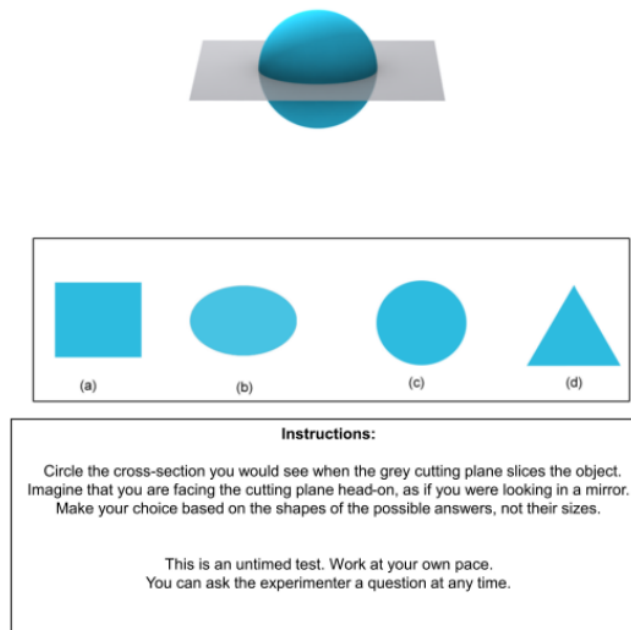 (a)
(b)
(c)
(d)
Instructions:
Circle the cross-section you would see when the grey cutting plane slices the object.
Imagine that you are facing the cutting plane head-on, as if you were looking in a mirror.
Make your choice based on the shapes of the possible answers, not their sizes.
This is an untimed test. Work at your own pace.
You can ask the experimenter a question at any time.